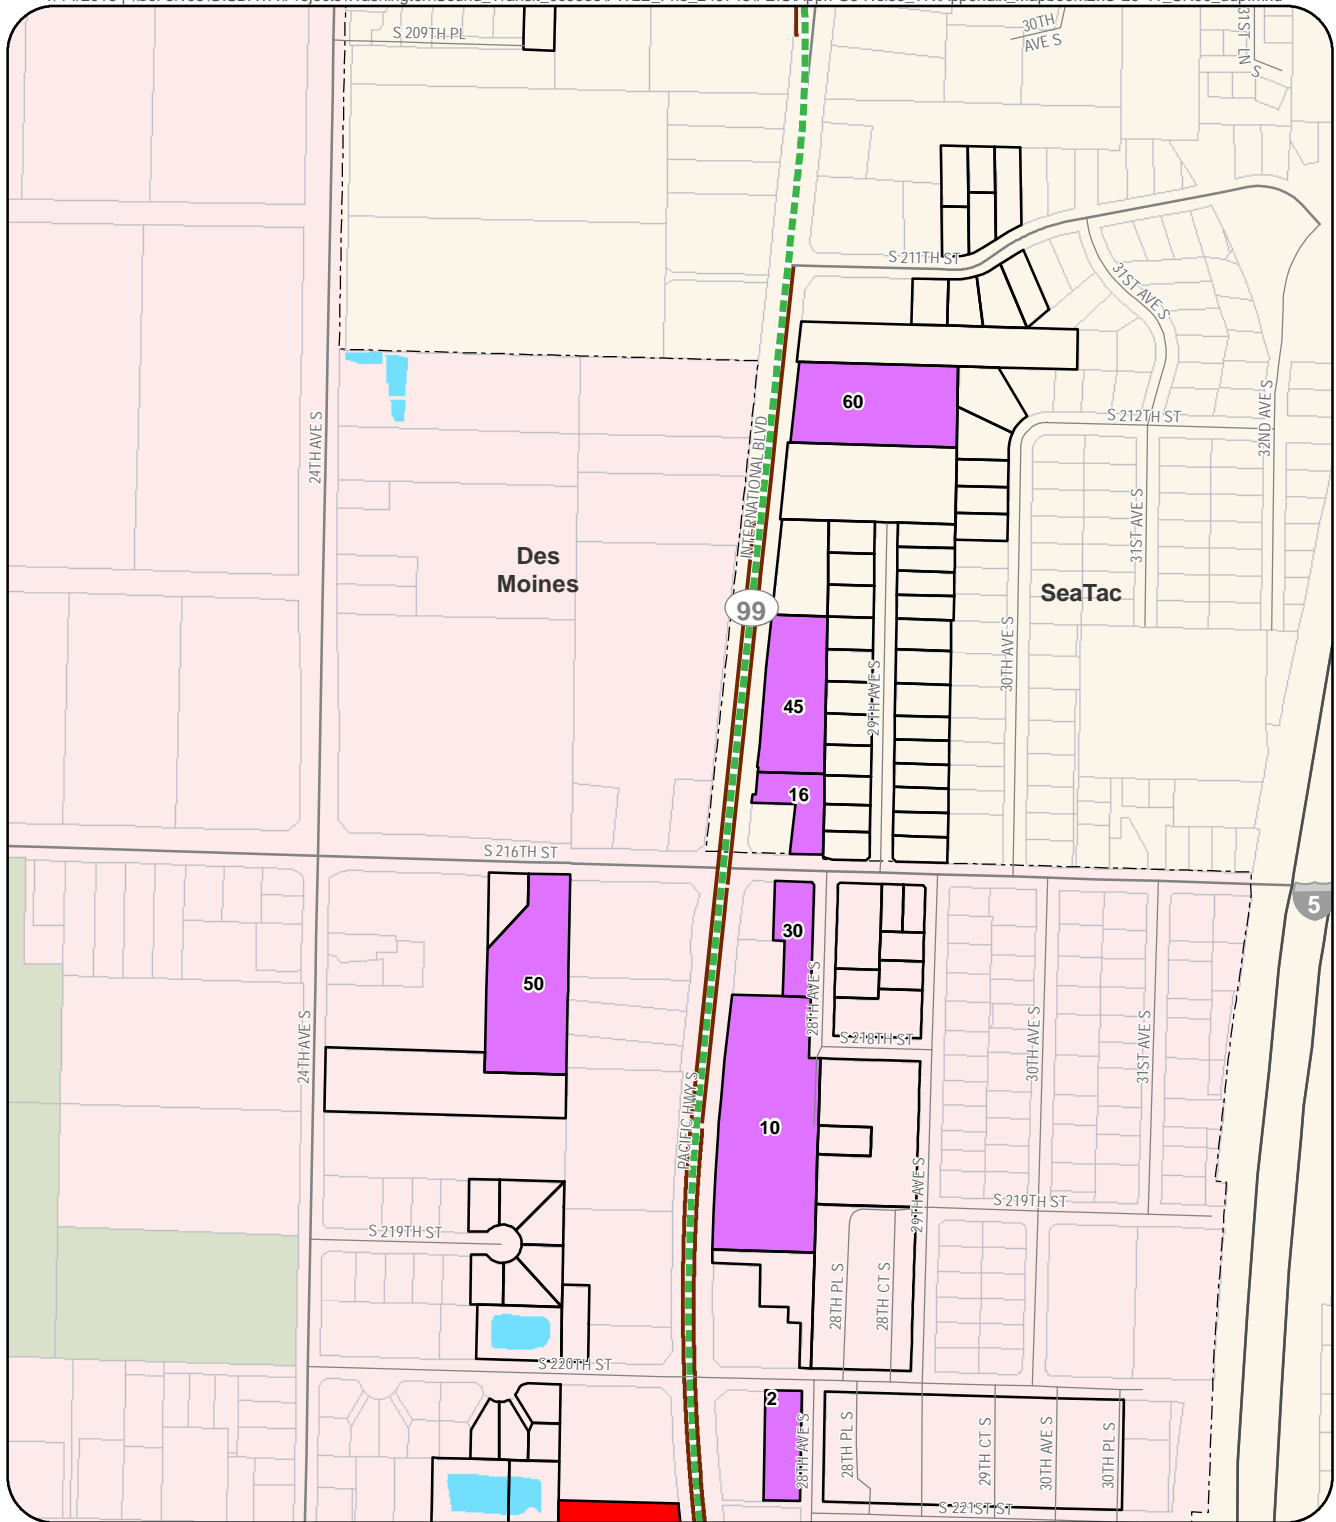 S 209TH PL
30TH
AVE S
31ST LN
S
S 211TH ST
31ST AVE S
60
S 212TH ST
24TH AVE S
32ND AVE S
INTERNATIONAL BLVD
31ST AVE S
Des
Moines
SeaTac
99
30TH AVE S
29TH AVE S
45
16
S 216TH ST
5
30
50
28TH AVE S
24TH AVE S
30TH AVE S
31ST AVE S
S 218TH ST
PACIFIC HWY S
10
29TH AVE S
S 219TH ST
S 219TH ST
28TH PL S
28TH CT S
S 220TH ST
2
28TH AVE S
28TH PL S
29TH CT S
30TH AVE S
30TH PL S
S 221ST ST